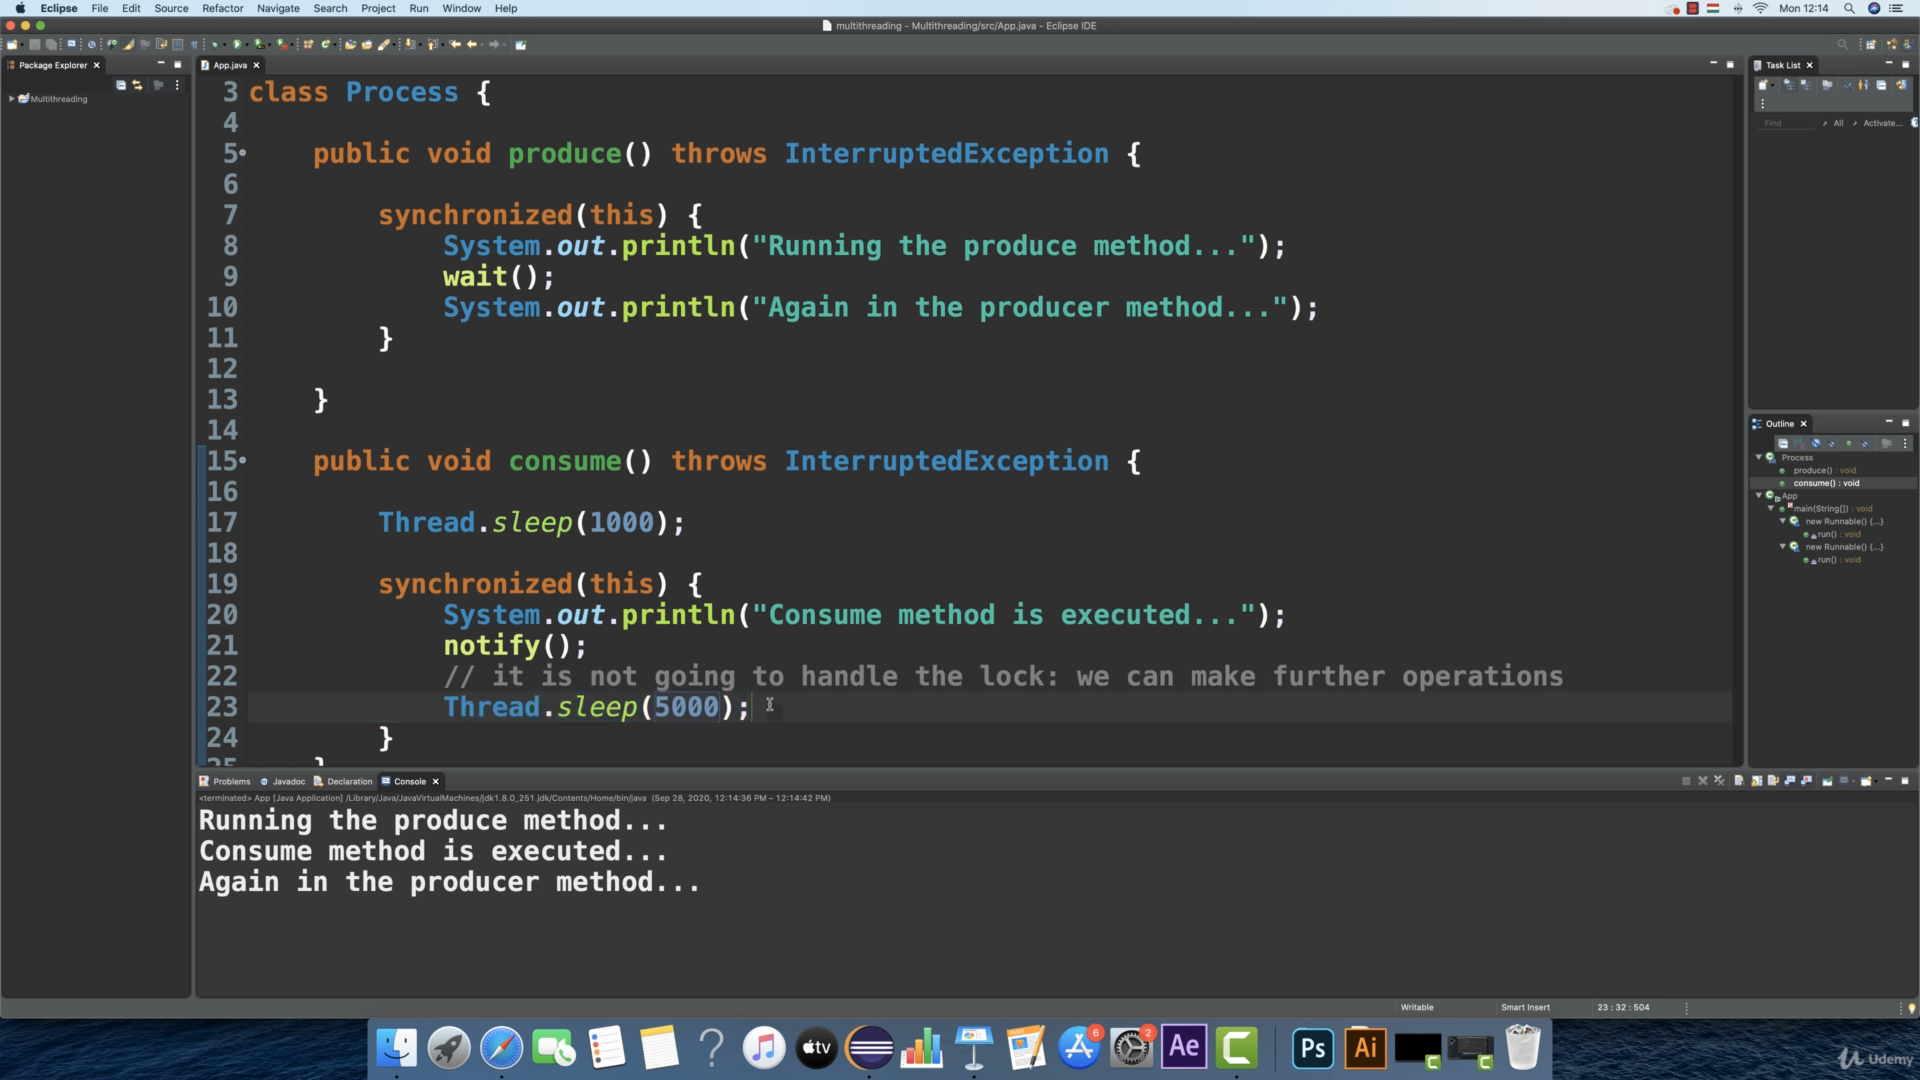 Eclipse File Edit Source Refactor Navigate Search Project Run Window Help Mon 12:14
multithreading - Multithreading/src/App.java - Eclipse IDE
Package Explorer
Multithreading
App.java
3 class Process {
4
5 public void produce() throws InterruptedException {
6
7 synchronized(this) {
8 System.out.println("Running the produce method...");
9 wait();
10 System.out.println("Again in the producer method...");
11 }
12
13 }
14
15 public void consume() throws InterruptedException {
16
17 Thread.sleep(1000);
18
19 synchronized(this) {
20 System.out.println("Consume method is executed...");
21 notify();
22 // it is not going to handle the lock: we can make further operations
23 Thread.sleep(5000);
24 }
25 }
Task List
Find All Activate...
Outline
Process
produce() : void
consume() : void
App
main(String[]) : void
new Runnable() {...}
run() : void
new Runnable() {...}
run() : void
Problems Javadoc Declaration Console
<terminated> App [Java Application] /Library/Java/JavaVirtualMachines/jdk1.8.0_251.jdk/Contents/Home/bin/java (Sep 28, 2020, 12:14:36 PM – 12:14:42 PM)
Running the produce method...
Consume method is executed...
Again in the producer method...
Writable Smart Insert 23 : 32 : 504
tv 6 2 Ae Ps Ai
Udemy